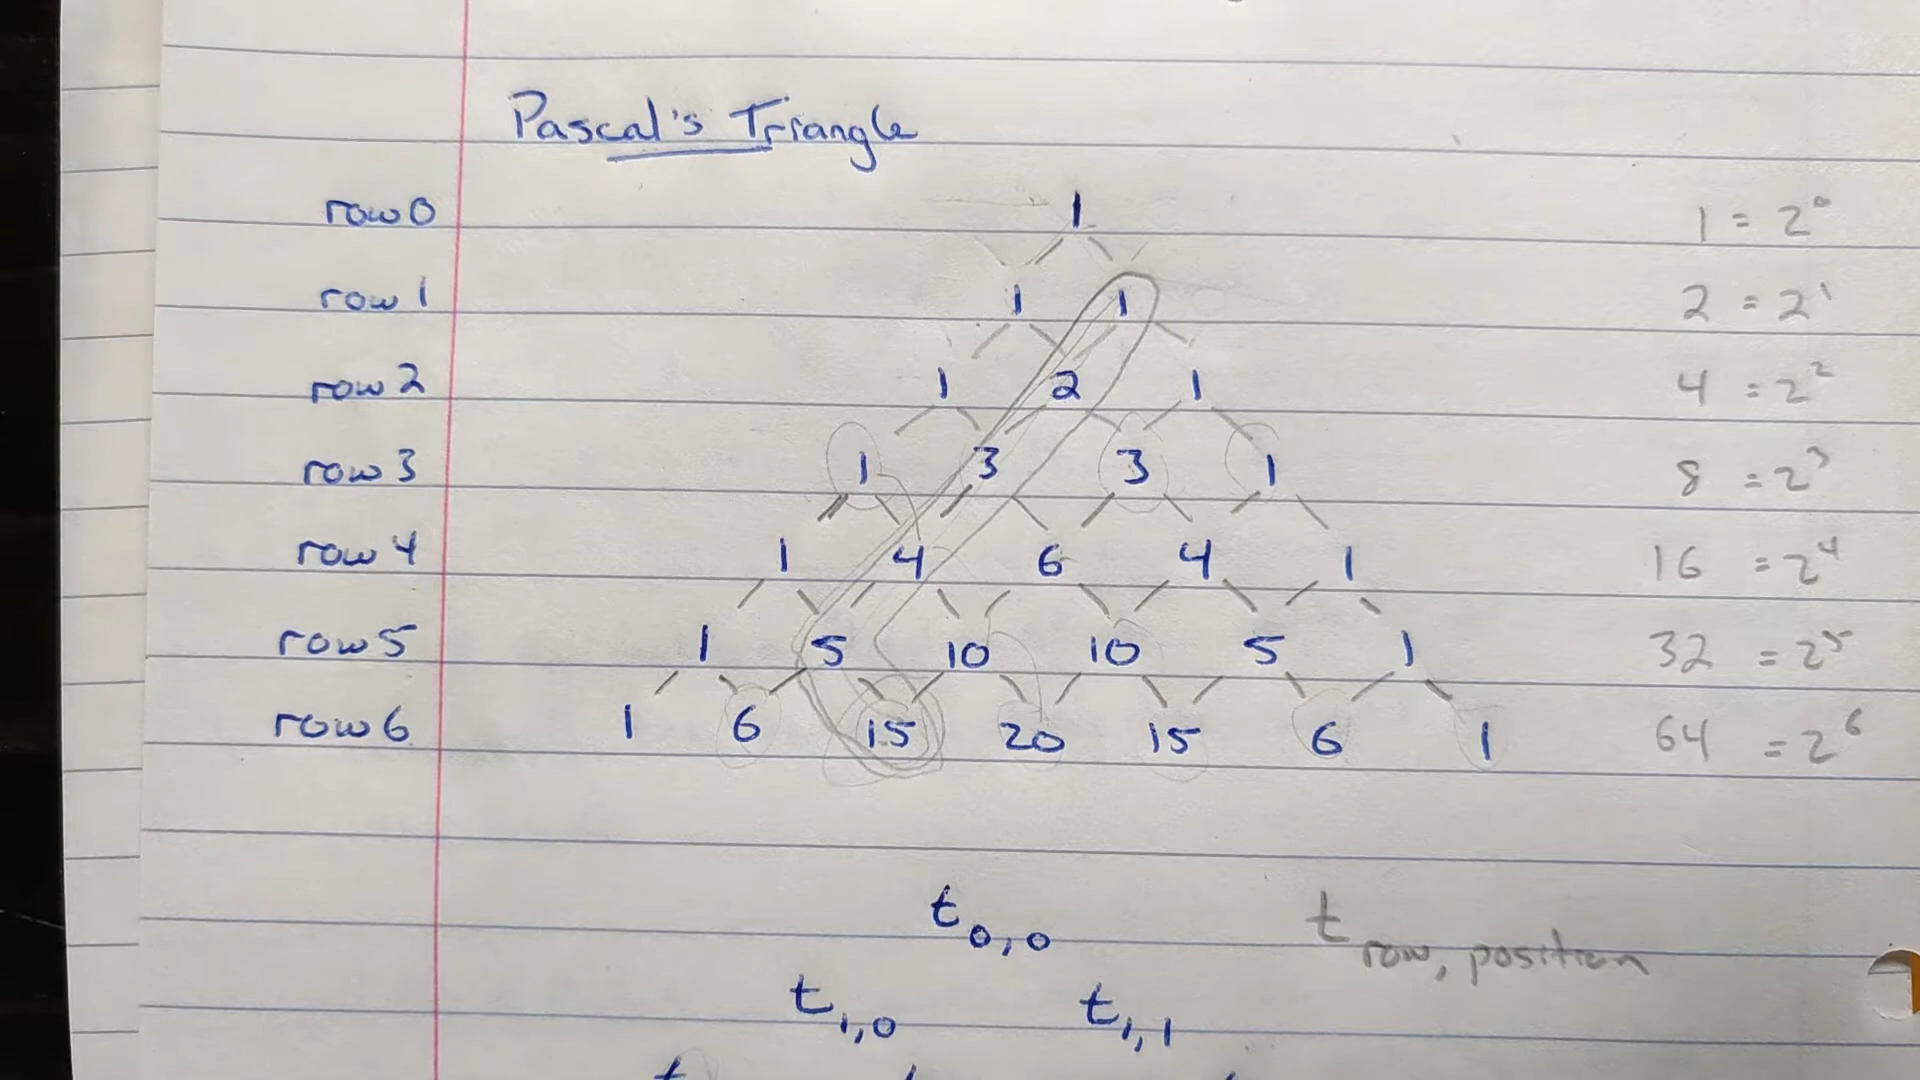 Pascal's Triangle
row 0 1 1 = 2⁰
row 1 1 1 2 = 2¹
row 2 1 2 1 4 = 2²
row 3 1 3 3 1 8 = 2³
row 4 1 4 6 4 1 16 = 2⁴
row 5 1 5 10 10 5 1 32 = 2⁵
row 6 1 6 15 20 15 6 1 64 = 2⁶
t₀,₀ t row, position
t₁,₀ t₁,₁